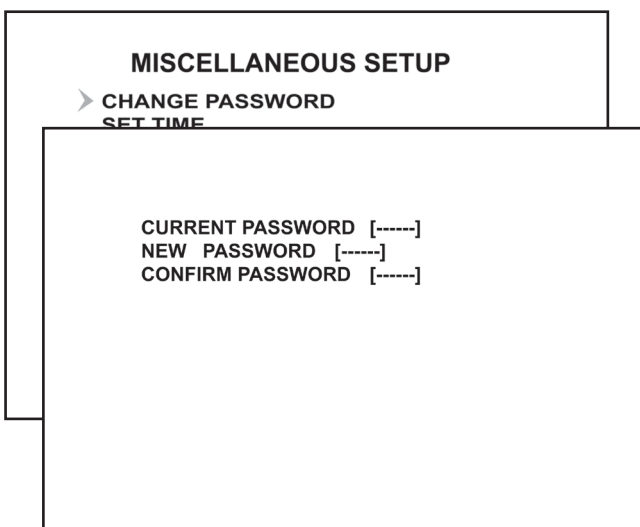 MISCELLANEOUS SETUP
CHANGE PASSWORD
SET TIME
CURRENT PASSWORD [------]
NEW PASSWORD [------]
CONFIRM PASSWORD [------]